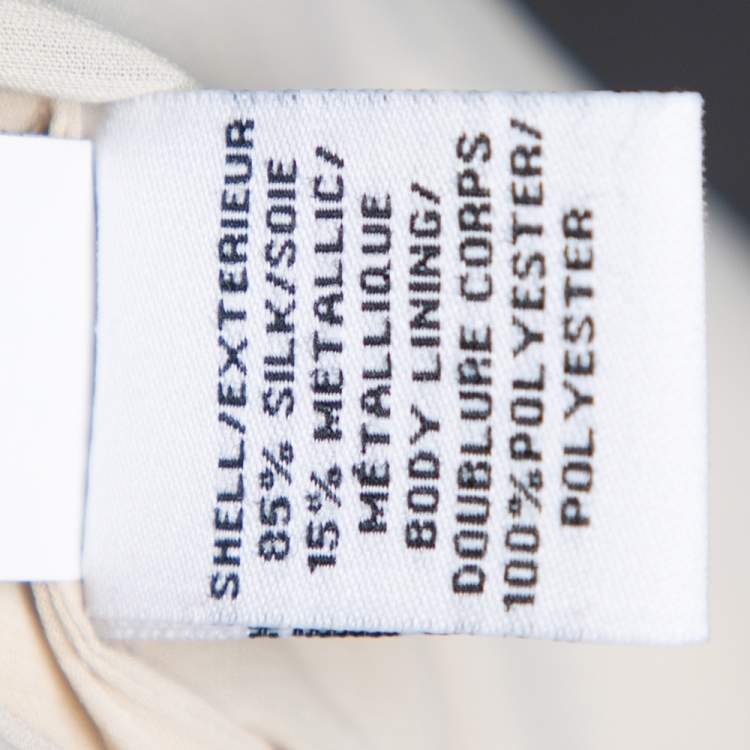 SHELL/EXTERIEUR
85% SILK/SOIE
15% METALLIC/
MÉTALLIQUE
BODY LINING/
DOUBLURE CORPS
100%POLYESTER/
POLYESTER